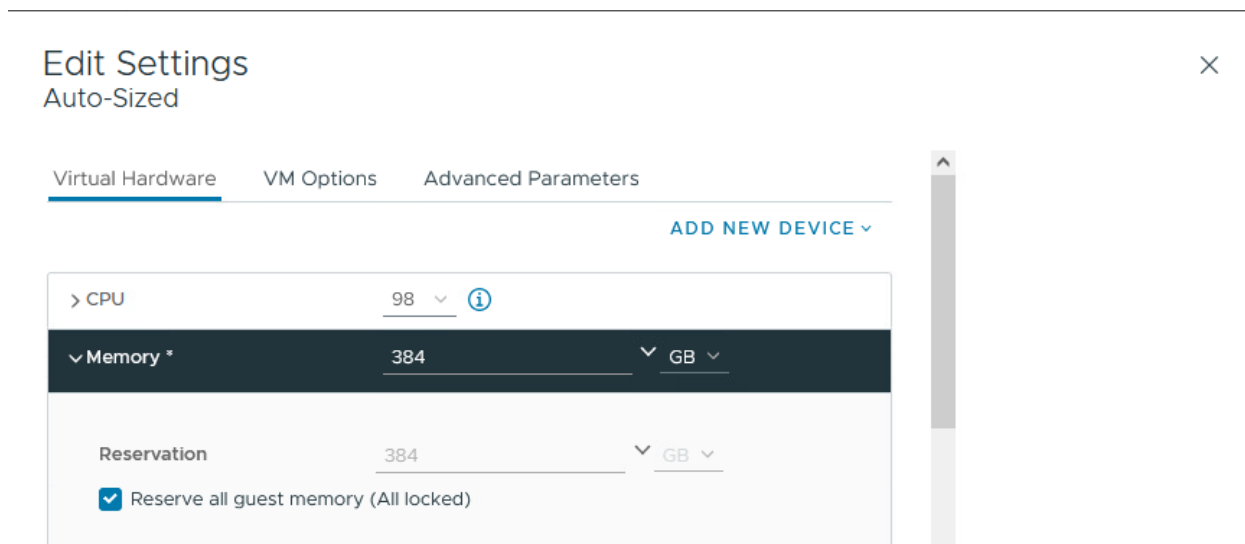 Edit Settings
Auto-Sized
Virtual Hardware VM Options Advanced Parameters
ADD NEW DEVICE
CPU 98
Memory * 384 GB
Reservation 384 GB
Reserve all guest memory (All locked)